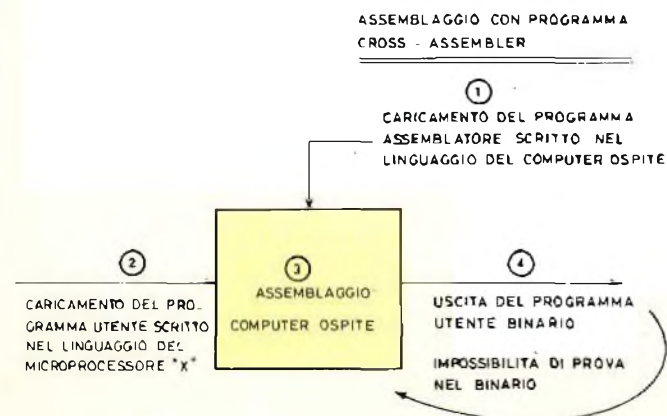 ASSEMBLAGGIO CON PROGRAMMA
CROSS - ASSEMBLER
1
CARICAMENTO DEL PROGRAMMA
ASSEMBLATORE SCRITTO NEL
LINGUAGGIO DEL COMPUTER OSPITE
2
CARICAMENTO DEL PRO-
GRAMMA UTENTE SCRITTO
NEL LINGUAGGIO DEL
MICROPROCESSORE "X"
3
ASSEMBLAGGIO
COMPUTER OSPITE
4
USCITA DEL PROGRAMMA
UTENTE BINARIO
IMPOSSIBILITÀ DI PROVA
NEL BINARIO